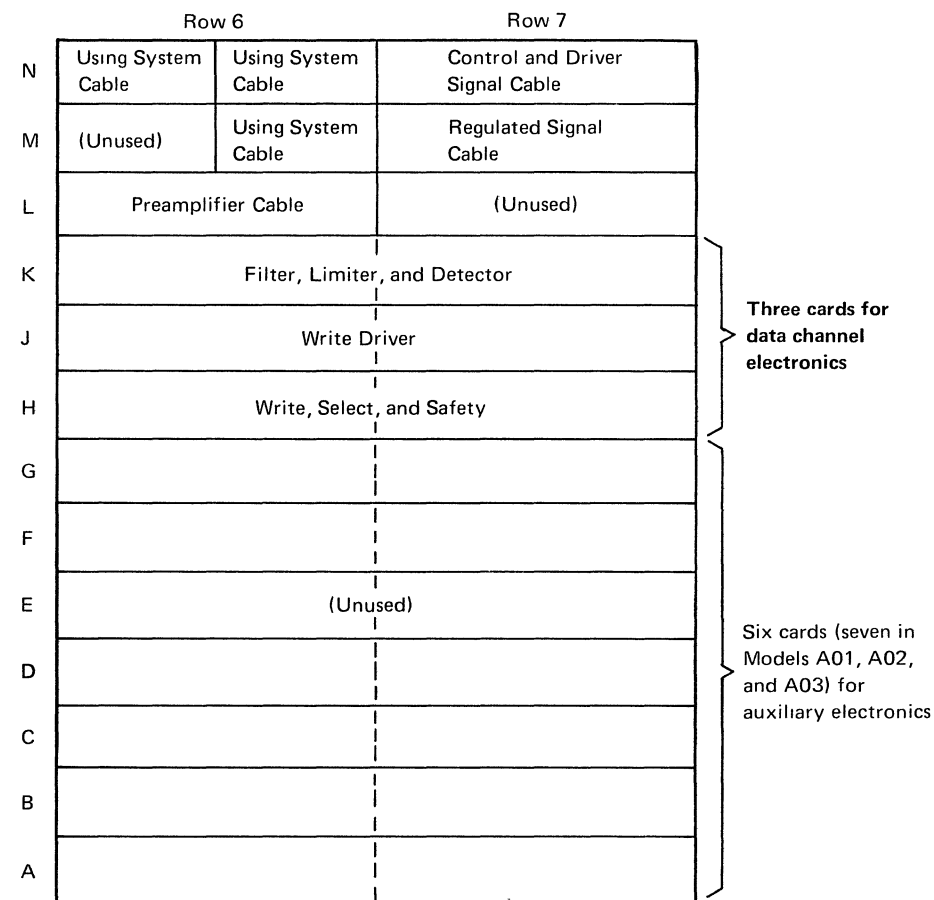 Row 6
Row 7
N
Using System
Cable
Using System
Cable
Control and Driver
Signal Cable
M
(Unused)
Using System
Cable
Regulated Signal
Cable
L
Preamplifier Cable
(Unused)
K
Filter, Limiter, and Detector
J
Write Driver
H
Write, Select, and Safety
Three cards for
data channel
electronics
G
F
E
(Unused)
D
C
B
A
Six cards (seven in
Models A01, A02,
and A03) for
auxiliary electronics